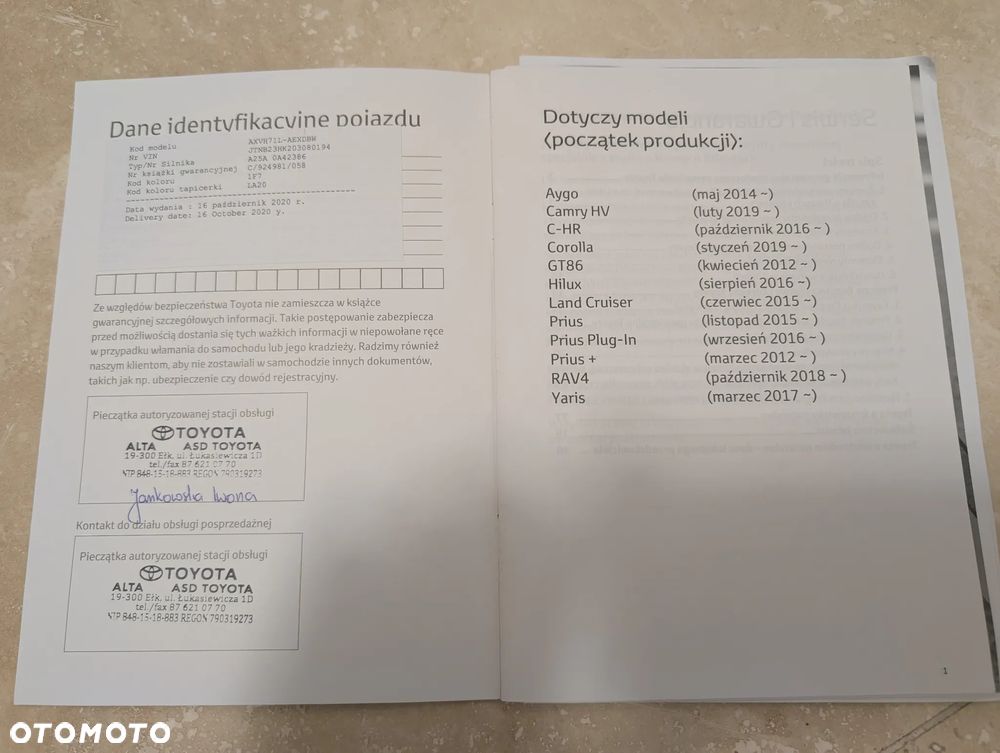 Dane identyfikacyjne pojazdu
Kod modelu AXVH71L-AEXDBW
Nr VIN JTNB23HK203080194
Typ/Nr Silnika A25A 0A42386
Nr książki gwarancyjnej C/924981/058
Kod koloru 1F7
Kod koloru tapicerki LA20
Data wydania : 16 październik 2020 r.
Delivery date: 16 October 2020 y.
Ze względów bezpieczeństwa Toyota nie zamieszcza w książce
gwarancyjnej szczegółowych informacji. Takie postępowanie zabezpiecza
przed możliwością dostania się tych ważkich informacji w niepowołane ręce
w przypadku włamania do samochodu lub jego kradzieży. Radzimy również
naszym klientom, aby nie zostawiali w samochodzie innych dokumentów,
takich jak np. ubezpieczenie czy dowód rejestracyjny.
Pieczątka autoryzowanej stacji obsługi
TOYOTA
ALTA ASD TOYOTA
19-300 Ełk, ul. Łukasiewicza 1D
tel./fax 87 621 07 70
NIP 848-15-18-883 REGON 790319273
Jankowska Iwona
Kontakt do działu obsługi posprzedażnej
Pieczątka autoryzowanej stacji obsługi
TOYOTA
ALTA ASD TOYOTA
19-300 Ełk, ul. Łukasiewicza 1D
tel./fax 87 621 07 70
NIP 848-15-18-883 REGON 790319273
Dotyczy modeli
(początek produkcji):
Aygo (maj 2014 ~)
Camry HV (luty 2019 ~ )
C-HR (październik 2016 ~ )
Corolla (styczeń 2019 ~ )
GT86 (kwiecień 2012 ~ )
Hilux (sierpień 2016 ~)
Land Cruiser (czerwiec 2015 ~)
Prius (listopad 2015 ~ )
Prius Plug-In (wrzesień 2016 ~ )
Prius + (marzec 2012 ~ )
RAV4 (październik 2018 ~ )
Yaris (marzec 2017 ~)
1
OTOMOTO